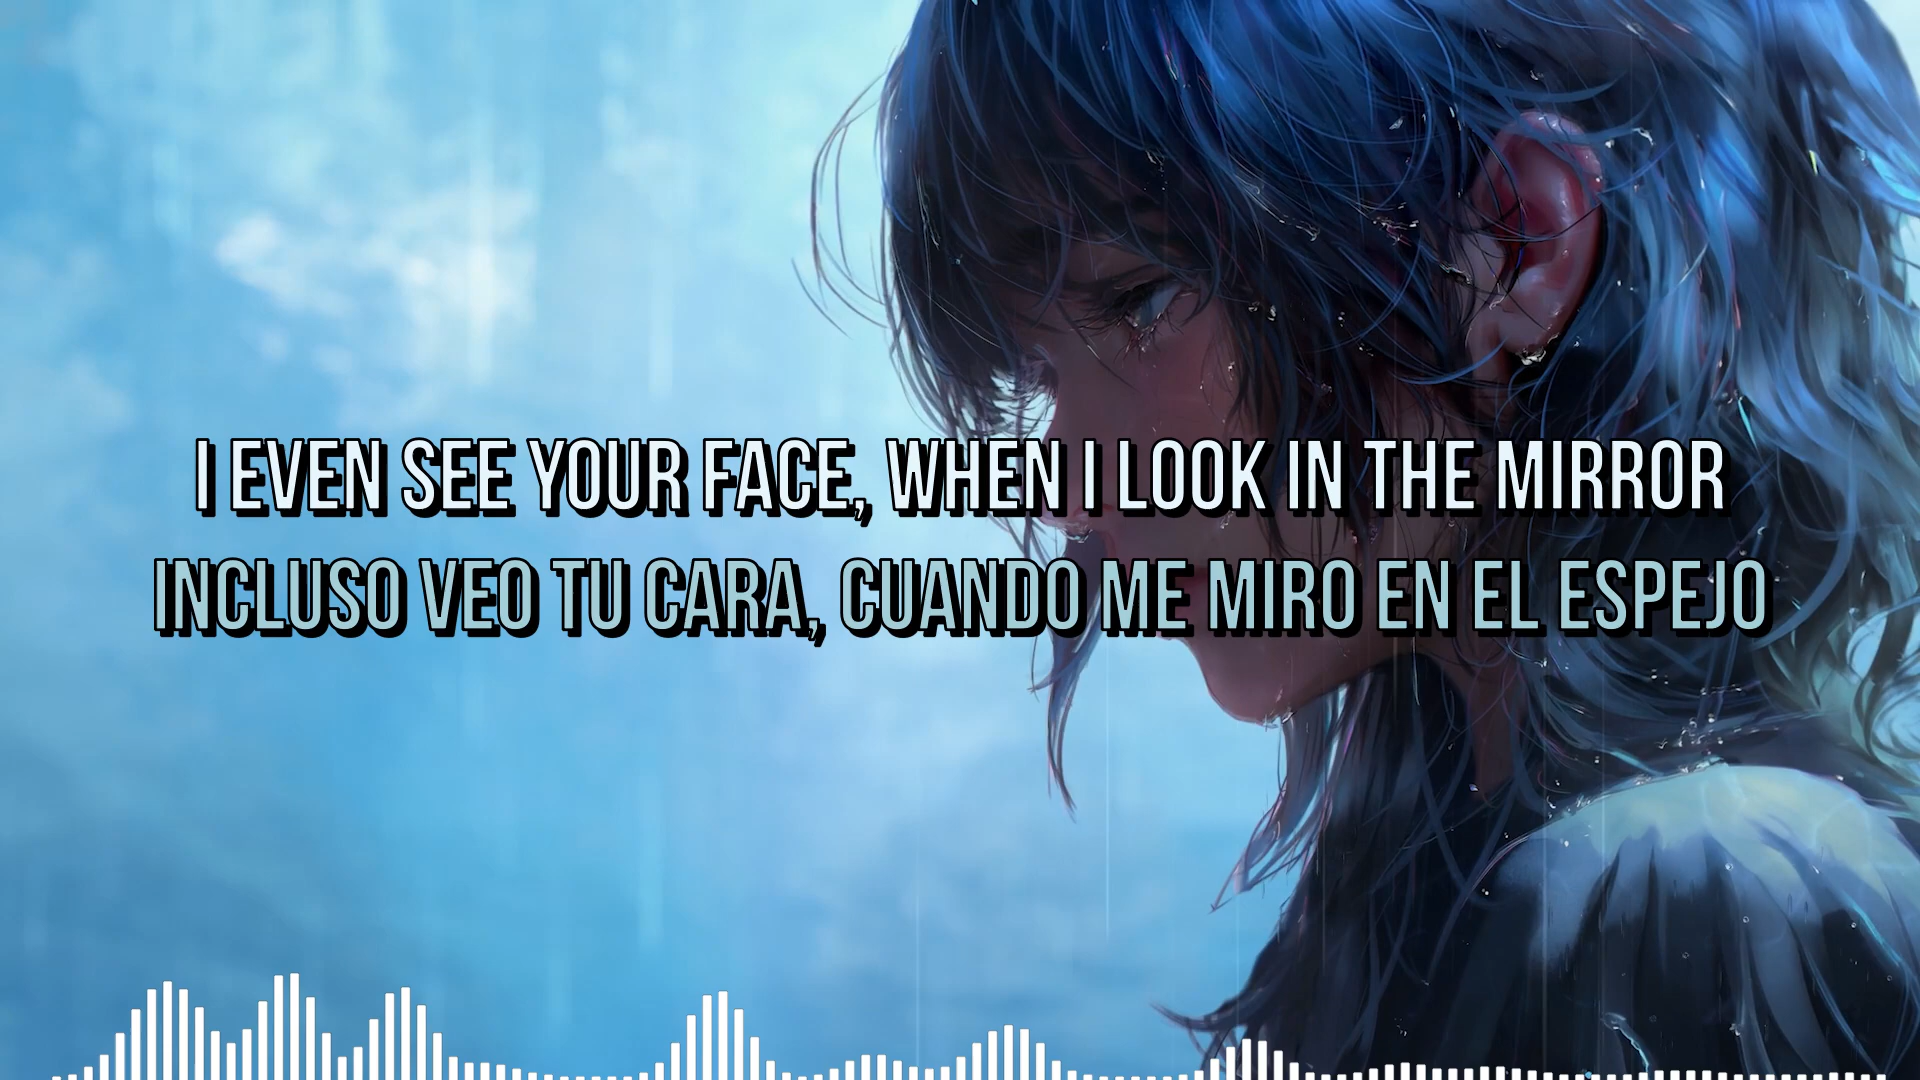 I EVEN SEE YOUR FACE, WHEN I LOOK IN THE MIRROR
INCLUSO VEO TU CARA, CUANDO ME MIRO EN EL ESPEJO